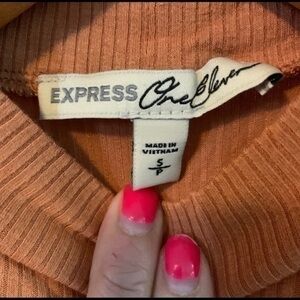 EXPRESS One Eleven
MADE IN
VIETNAM
S
P